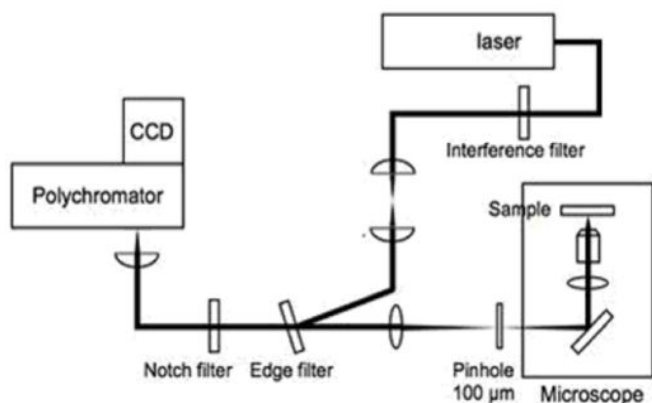 laser
CCD
Interference filter
Polychromator
Sample
Notch filter
Edge filter
Pinhole
100 µm
Microscope